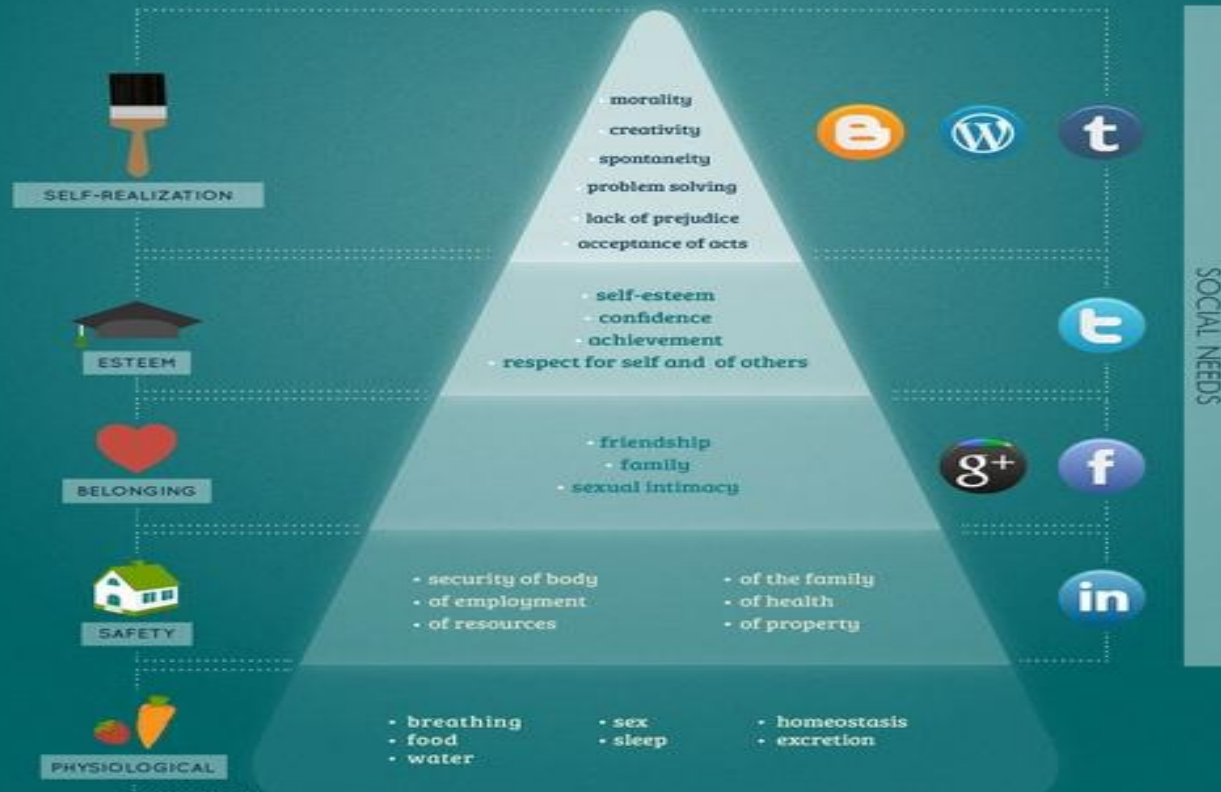 • morality
• creativity
• spontaneity
• problem solving
• lack of prejudice
• acceptance of acts
SELF-REALIZATION
B
W
t
• self-esteem
• confidence
• achievement
• respect for self and of others
ESTEEM
t
SOCIAL NEEDS
• friendship
• family
• sexual intimacy
BELONGING
g+
f
• security of body
• of employment
• of resources
• of the family
• of health
• of property
SAFETY
in
• breathing
• food
• water
• sex
• sleep
• homeostasis
• excretion
PHYSIOLOGICAL